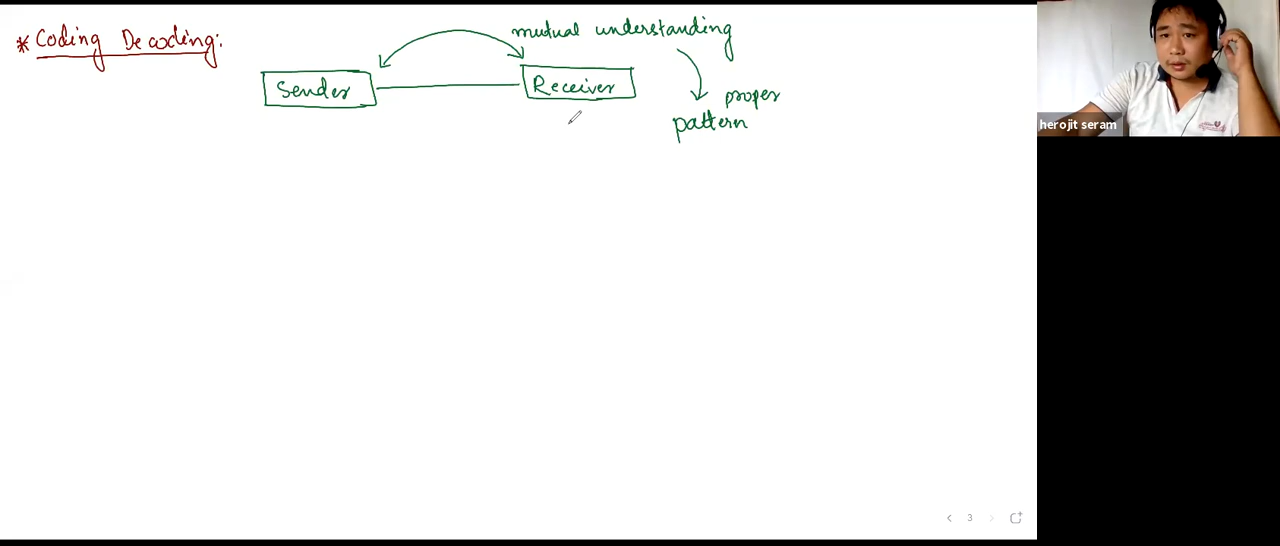 * Coding Decoding:
mutual understanding
Sender
Receiver
proper
pattern
herojit seram
3